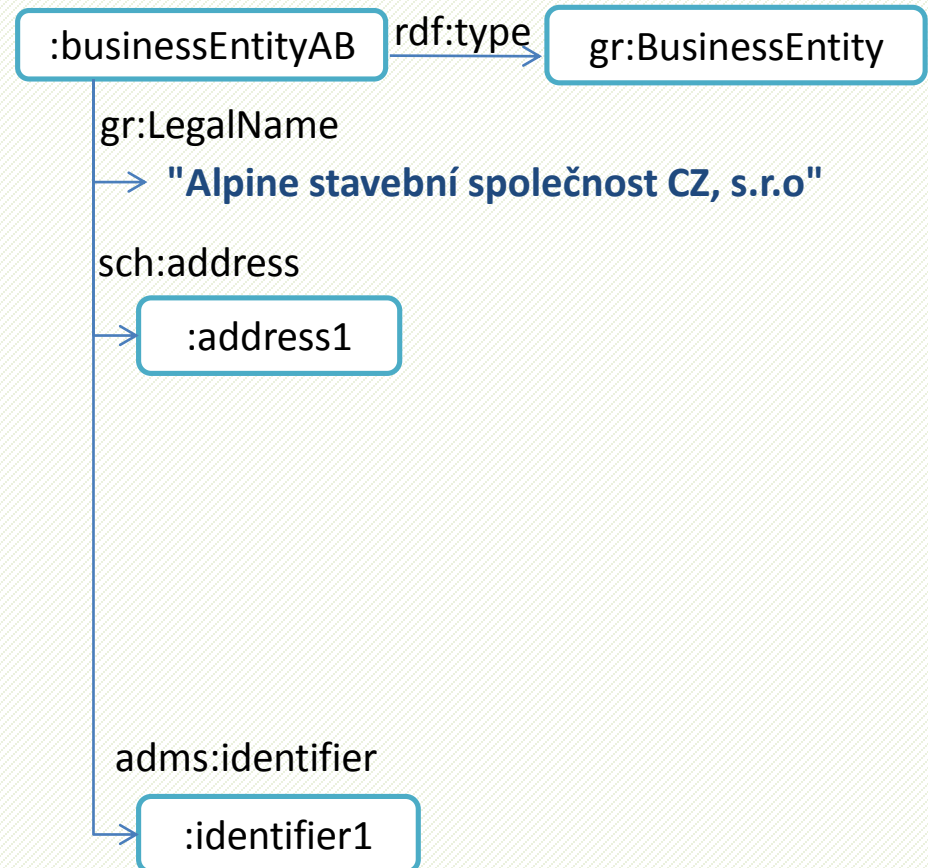 :businessEntityAB
rdf:type
gr:BusinessEntity
gr:LegalName
"Alpine stavební společnost CZ, s.r.o"
sch:address
:address1
adms:identifier
:identifier1